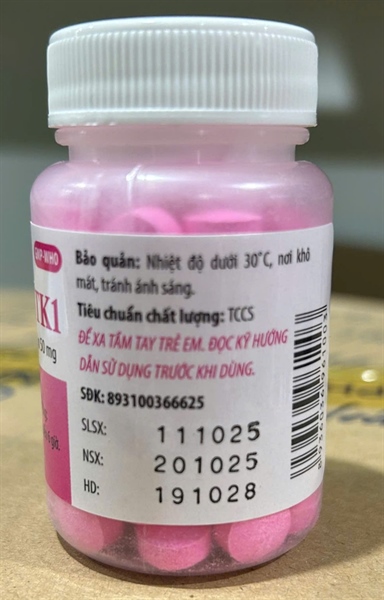 GMP-WHO
Bảo quản: Nhiệt độ dưới 30°C, nơi khô
mát, tránh ánh sáng.
TK1
Tiêu chuẩn chất lượng: TCCS
50 mg
ĐỂ XA TẦM TAY TRẺ EM. ĐỌC KỸ HƯỚNG
DẪN SỬ DỤNG TRƯỚC KHI DÙNG.
SĐK: 893100366625
SLSX: 111025
NSX: 201025
HD: 191028